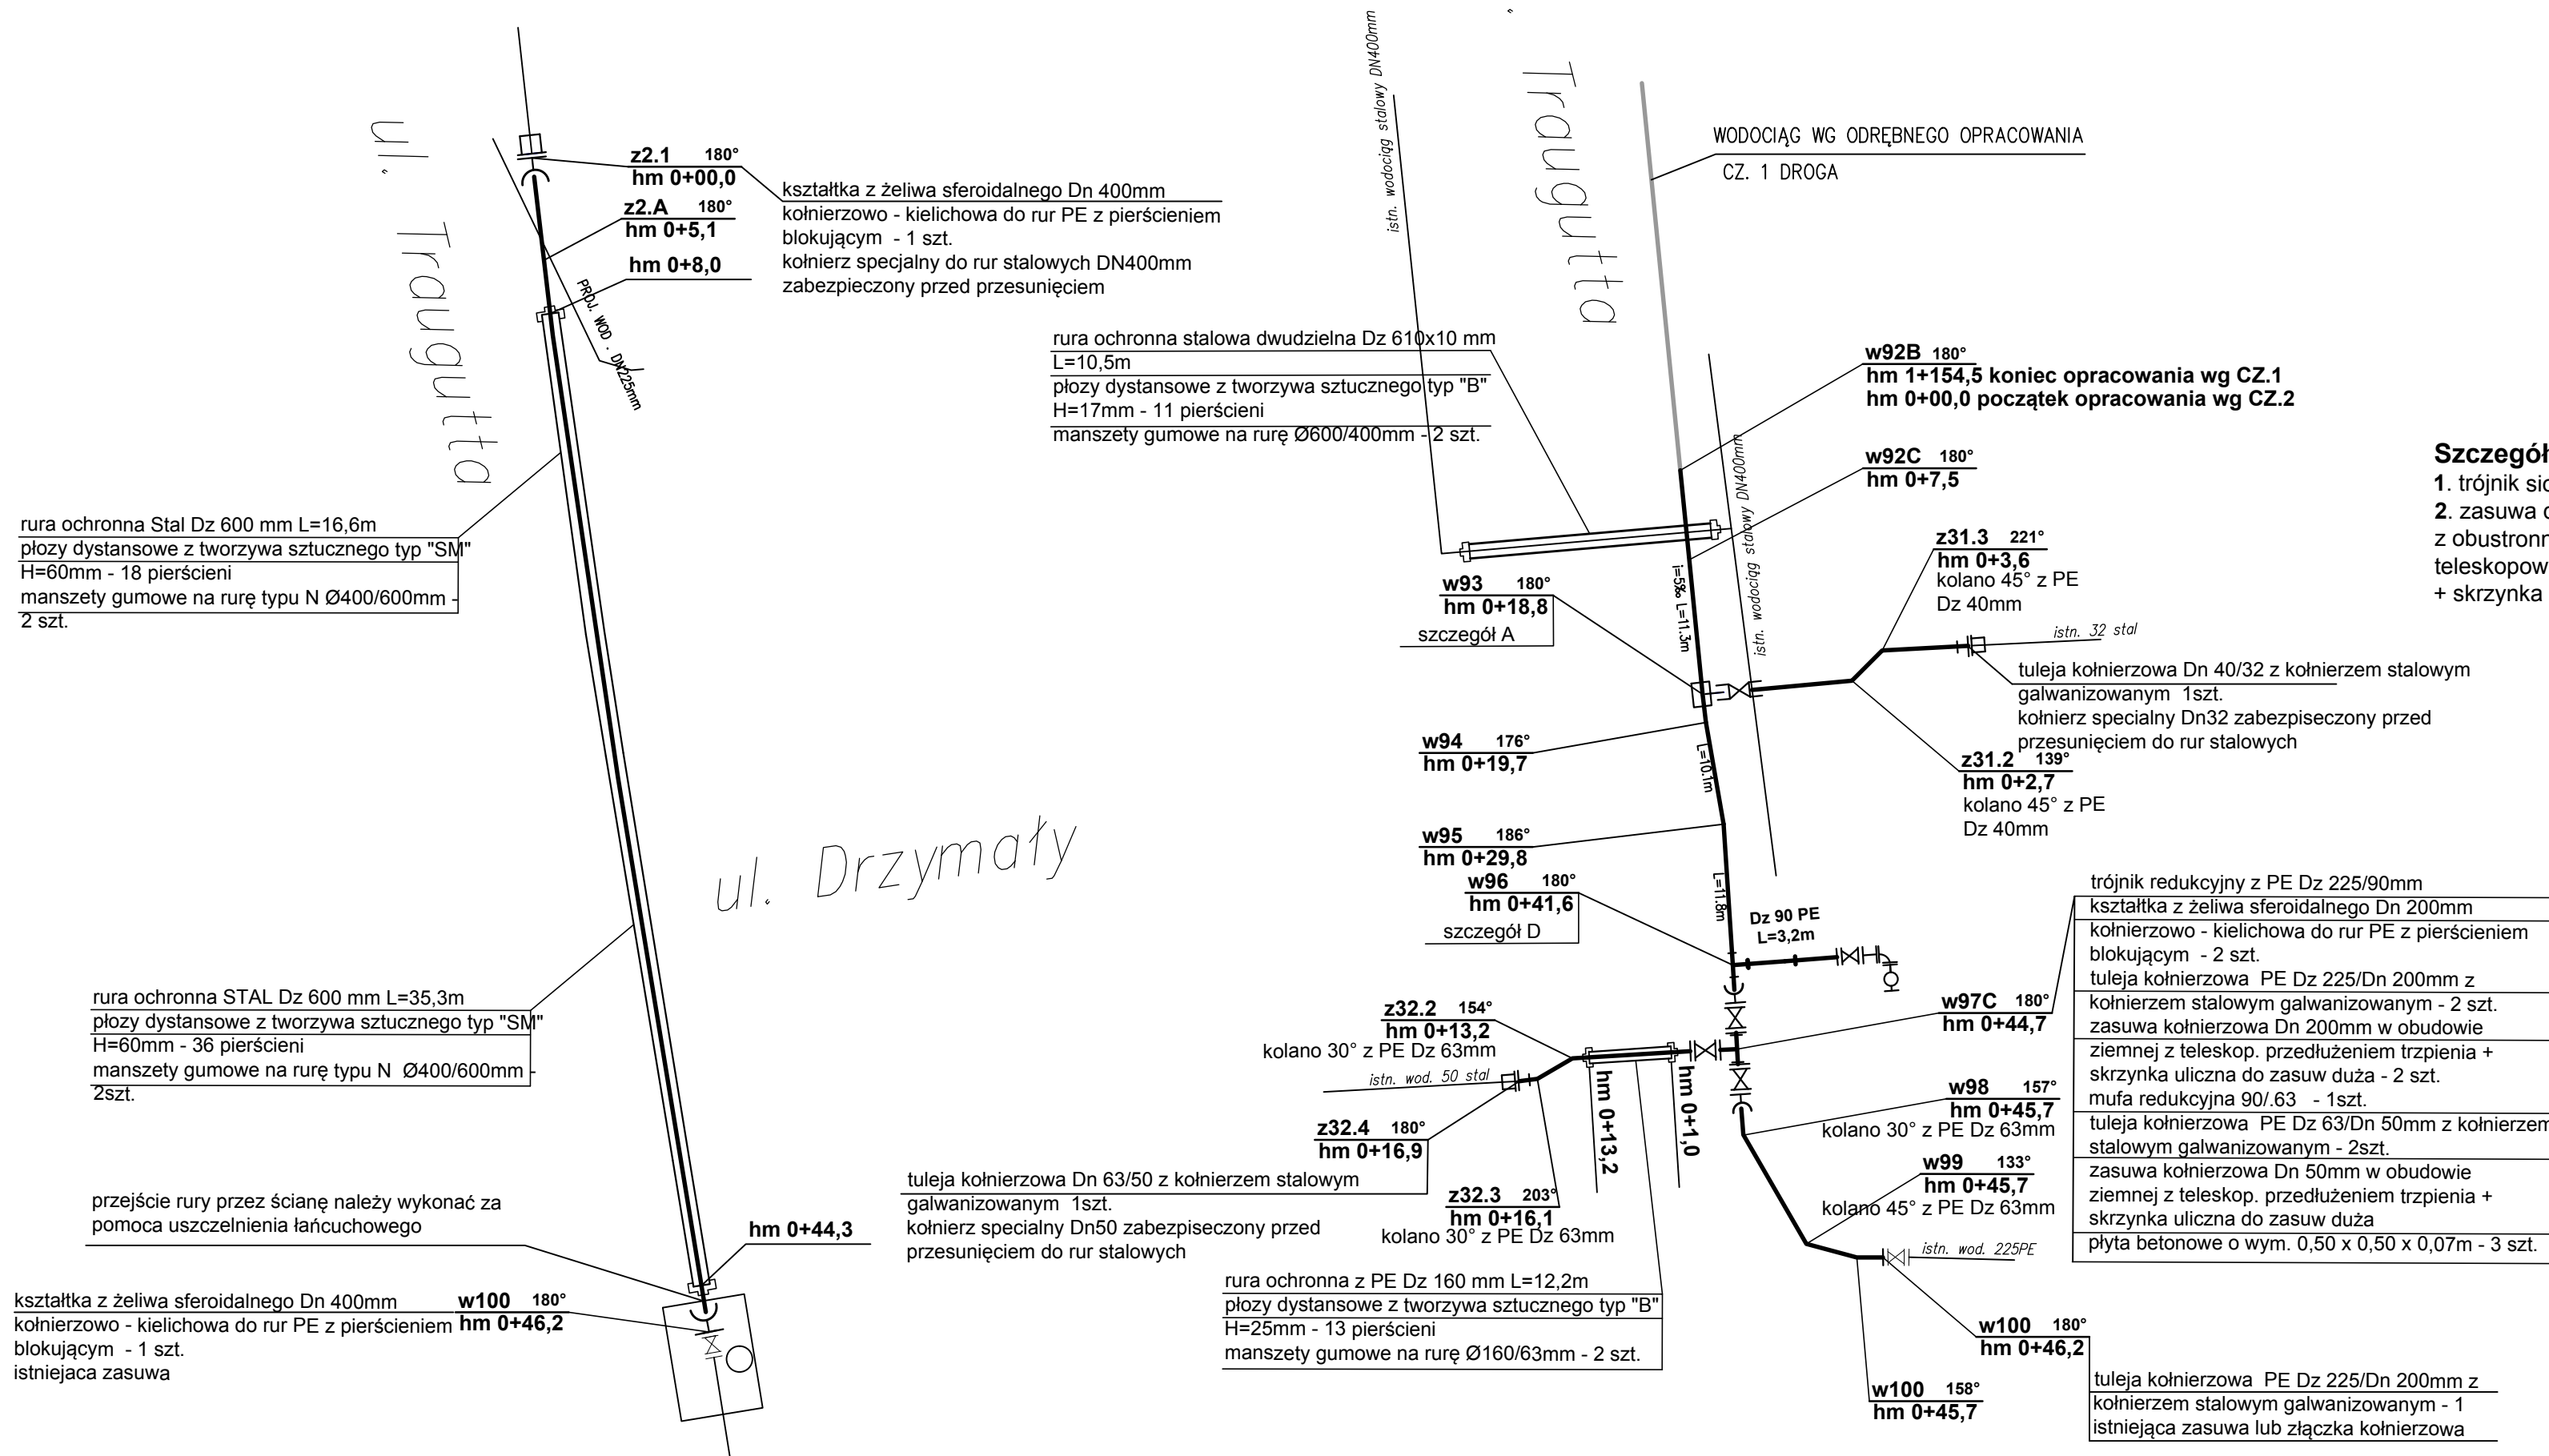 ul. Traugutta
z2.1 180°
hm 0+00,0
z2.A 180°
hm 0+5,1
hm 0+8,0
kształtka z żeliwa sferoidalnego Dn 400mm
kołnierzowo - kielichowa do rur PE z pierścieniem
blokującym - 1 szt.
kołnierz specjalny do rur stalowych DN400mm
zabezpieczony przed przesunięciem
PROJ. WOD . DN225mm
rura ochronna Stal Dz 600 mm L=16,6m
płozy dystansowe z tworzywa sztucznego typ "SM"
H=60mm - 18 pierścieni
manszety gumowe na rurę typu N Ø400/600mm -
2 szt.
ul. Drzymały
rura ochronna STAL Dz 600 mm L=35,3m
płozy dystansowe z tworzywa sztucznego typ "SM"
H=60mm - 36 pierścieni
manszety gumowe na rurę typu N Ø400/600mm -
2szt.
przejście rury przez ścianę należy wykonać za
pomoca uszczelnienia łańcuchowego
hm 0+44,3
kształtka z żeliwa sferoidalnego Dn 400mm
kołnierzowo - kielichowa do rur PE z pierścieniem
blokującym - 1 szt.
istniejaca zasuwa
w100 180°
hm 0+46,2
istn. wodociąg stalowy DN400mm
Traugutta
WODOCIĄG WG ODRĘBNEGO OPRACOWANIA
CZ. 1 DROGA
rura ochronna stalowa dwudzielna Dz 610x10 mm
L=10,5m
płozy dystansowe z tworzywa sztucznego typ "B"
H=17mm - 11 pierścieni
manszety gumowe na rurę Ø600/400mm - 2 szt.
w92B 180°
hm 1+154,5 koniec opracowania wg CZ.1
hm 0+00,0 początek opracowania wg CZ.2
w92C 180°
hm 0+7,5
istn. wodociąg stalowy DN400mm
i=5‰ L=11.3m
w93 180°
hm 0+18,8
szczegół A
z31.3 221°
hm 0+3,6
kolano 45° z PE
Dz 40mm
istn. 32 stal
tuleja kołnierzowa Dn 40/32 z kołnierzem stalowym
galwanizowanym 1szt.
kołnierz specialny Dn32 zabezpiseczony przed
przesunięciem do rur stalowych
z31.2 139°
hm 0+2,7
kolano 45° z PE
Dz 40mm
w94 176°
hm 0+19,7
L=10.1m
w95 186°
hm 0+29,8
L=11.8m
w96 180°
hm 0+41,6
szczegół D
Dz 90 PE
L=3,2m
z32.2 154°
hm 0+13,2
kolano 30° z PE Dz 63mm
istn. wod. 50 stal
z32.4 180°
hm 0+16,9
tuleja kołnierzowa Dn 63/50 z kołnierzem stalowym
galwanizowanym 1szt.
kołnierz specialny Dn50 zabezpiseczony przed
przesunięciem do rur stalowych
z32.3 203°
hm 0+16,1
kolano 30° z PE Dz 63mm
hm 0+13,2
hm 0+1,0
rura ochronna z PE Dz 160 mm L=12,2m
płozy dystansowe z tworzywa sztucznego typ "B"
H=25mm - 13 pierścieni
manszety gumowe na rurę Ø160/63mm - 2 szt.
w97C 180°
hm 0+44,7
trójnik redukcyjny z PE Dz 225/90mm
kształtka z żeliwa sferoidalnego Dn 200mm
kołnierzowo - kielichowa do rur PE z pierścieniem
blokującym - 2 szt.
tuleja kołnierzowa PE Dz 225/Dn 200mm z
kołnierzem stalowym galwanizowanym - 2 szt.
zasuwa kołnierzowa Dn 200mm w obudowie
ziemnej z teleskop. przedłużeniem trzpienia +
skrzynka uliczna do zasuw duża - 2 szt.
mufa redukcyjna 90/.63 - 1szt.
tuleja kołnierzowa PE Dz 63/Dn 50mm z kołnierzem
stalowym galwanizowanym - 2szt.
zasuwa kołnierzowa Dn 50mm w obudowie
ziemnej z teleskop. przedłużeniem trzpienia +
skrzynka uliczna do zasuw duża
płyta betonowe o wym. 0,50 x 0,50 x 0,07m - 3 szt.
w98 157°
hm 0+45,7
kolano 30° z PE Dz 63mm
w99 133°
hm 0+45,7
kolano 45° z PE Dz 63mm
istn. wod. 225PE
w100 180°
hm 0+46,2
tuleja kołnierzowa PE Dz 225/Dn 200mm z
kołnierzem stalowym galwanizowanym - 1
istniejąca zasuwa lub złączka kołnierzowa
w100 158°
hm 0+45,7
1. trójnik
2. zasuwa
+ skrzynka